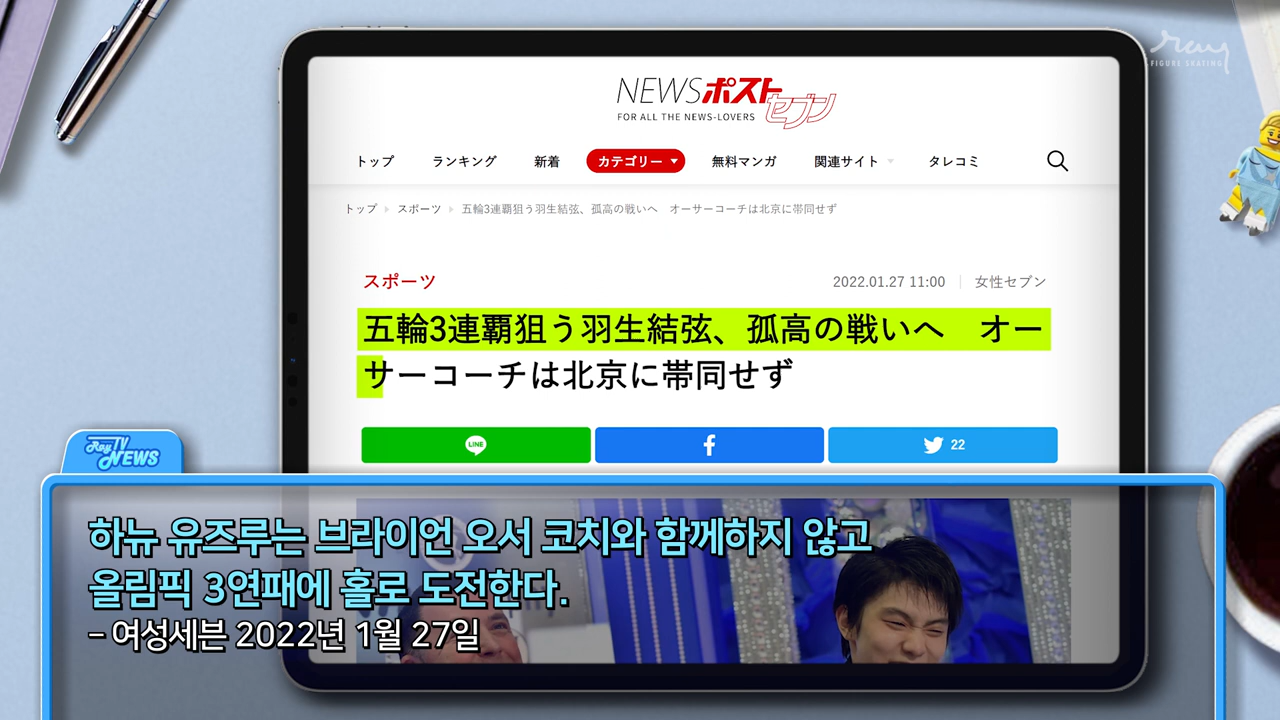 Ray
FIGURE SKATING
NEWSポストセブン
FOR ALL THE NEWS-LOVERS
トップ ランキング 新着 カテゴリー 無料マンガ 関連サイト タレコミ
トップ スポーツ 五輪3連覇狙う羽生結弦、孤高の戦いへ オーサーコーチは北京に帯同せず
スポーツ
2022.01.27 11:00 女性セブン
五輪3連覇狙う羽生結弦、孤高の戦いへ オー
サーコーチは北京に帯同せず
LINE
22
RayTV
NEWS
하뉴 유즈루는 브라이언 오서 코치와 함께하지 않고
올림픽 3연패에 홀로 도전한다.
– 여성세븐 2022년 1월 27일